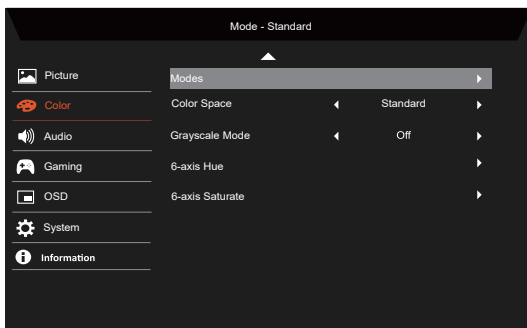 Mode - Standard
Picture
Color
Audio
Gaming
OSD
System
Information
Modes
Color Space Standard
Grayscale Mode Off
6-axis Hue
6-axis Saturate